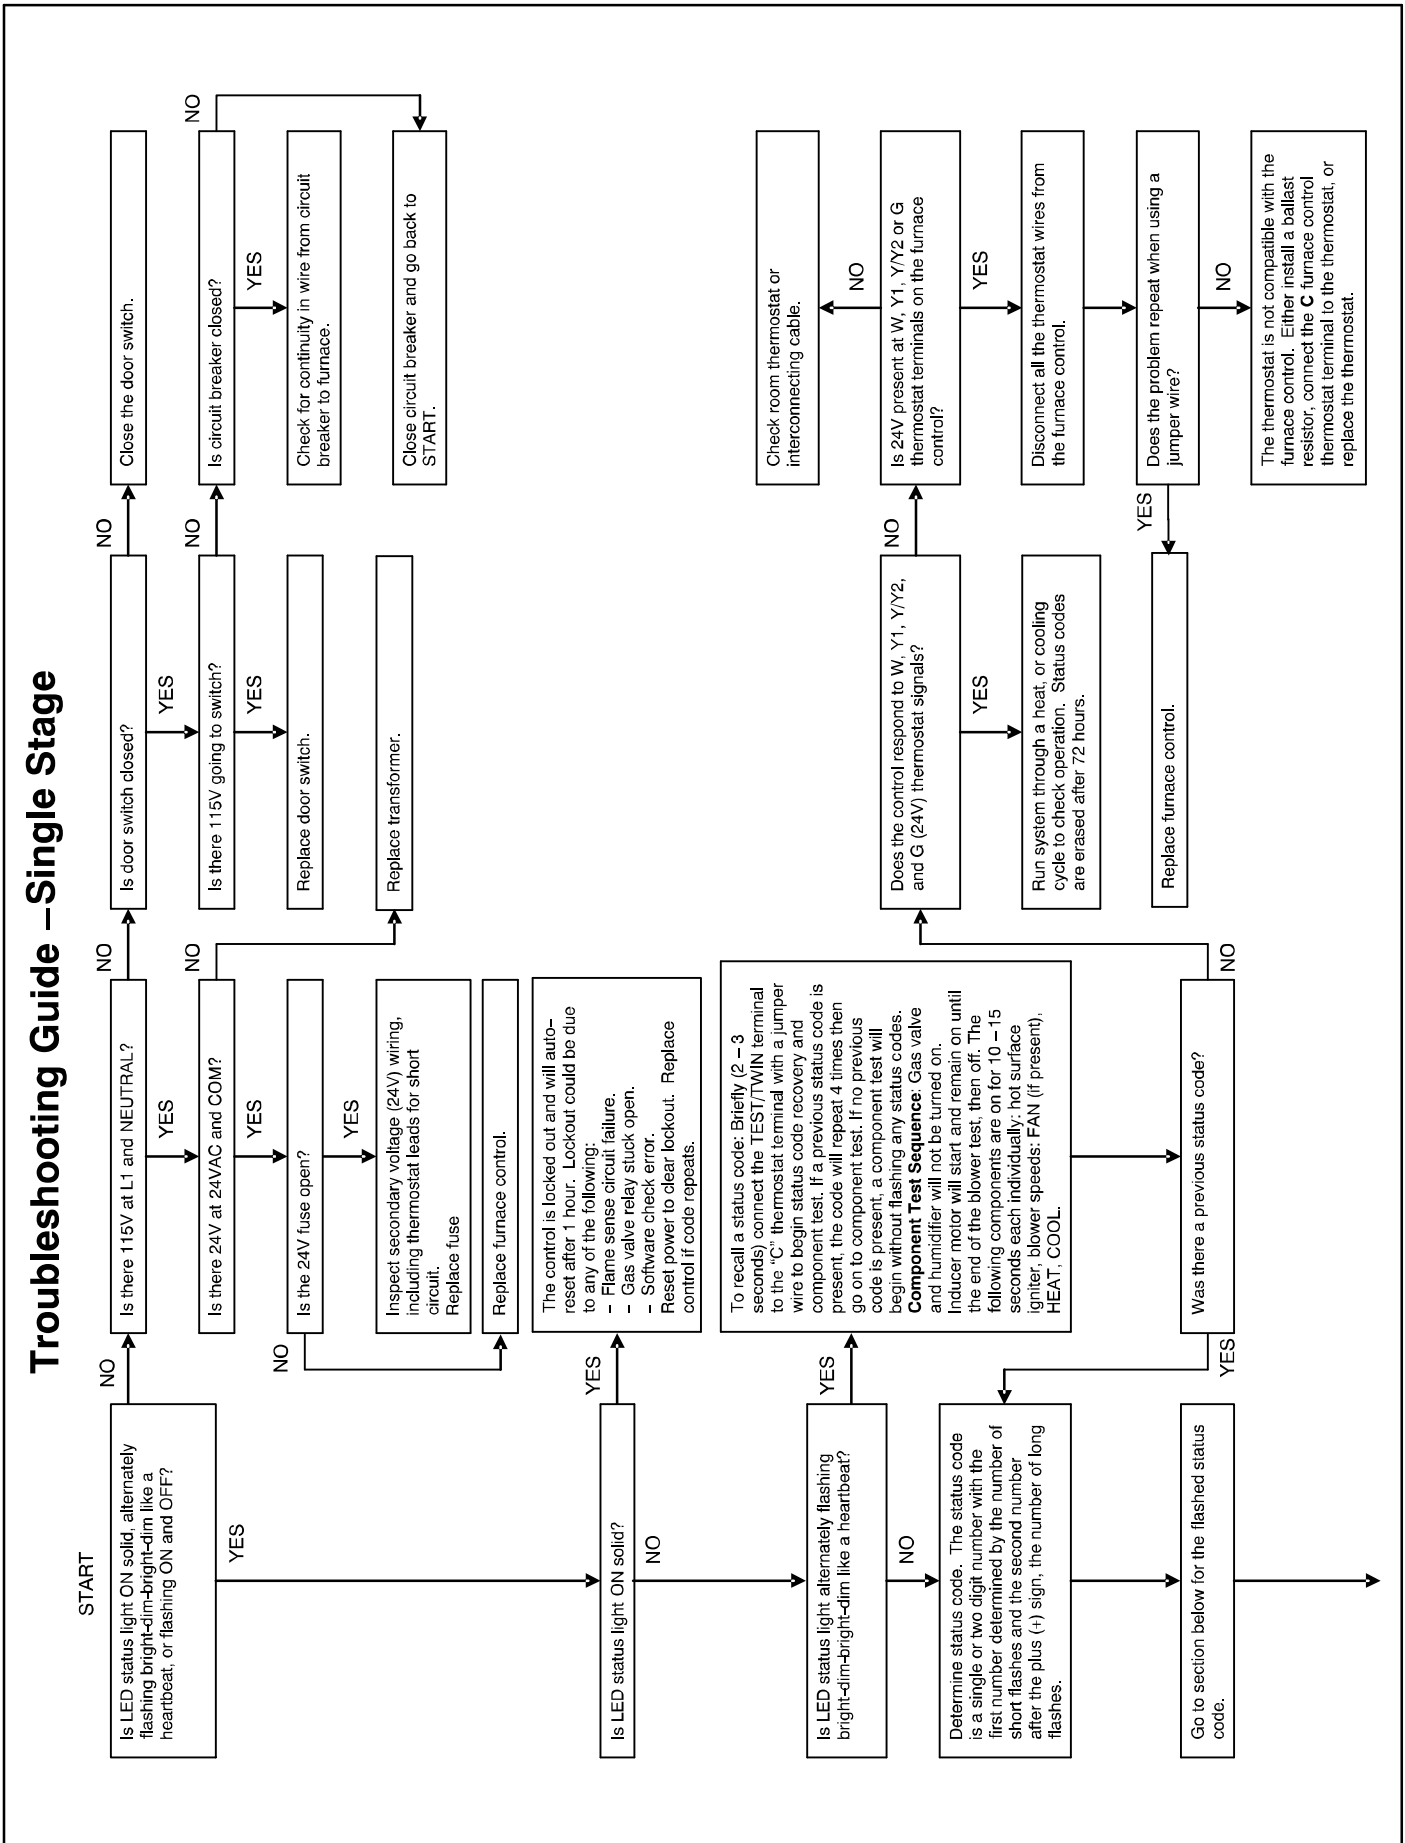 Troubleshooting Guide –Single Stage
START
Is LED status light ON solid, alternately
flashing bright-dim-bright-dim like a
heartbeat, or flashing ON and OFF?
NO
YES
Is there 115V at L1 and NEUTRAL?
NO
YES
Is door switch closed?
NO
YES
Close the door switch.
Is there 24V at 24VAC and COM?
NO
YES
Is there 115V going to switch?
NO
YES
Is circuit breaker closed?
NO
YES
Is the 24V fuse open?
NO
YES
Replace door switch.
Check for continuity in wire from circuit
breaker to furnace.
Inspect secondary voltage (24V) wiring,
including thermostat leads for short
circuit.
Replace fuse
Replace transformer.
Close circuit breaker and go back to
START.
Replace furnace control.
Is LED status light ON solid?
YES
NO
The control is locked out and will auto–
reset after 1 hour. Lockout could be due
to any of the following:
– Flame sense circuit failure.
– Gas valve relay stuck open.
– Software check error.
Reset power to clear lockout. Replace
control if code repeats.
Is LED status light alternately flashing
bright-dim-bright-dim like a heartbeat?
YES
NO
To recall a status code: Briefly (2 – 3
seconds) connect the TEST/TWIN terminal
to the “C” thermostat terminal with a jumper
wire to begin status code recovery and
component test. If a previous status code is
present, the code will repeat 4 times then
go on to component test. If no previous
code is present, a component test will
begin without flashing any status codes.
Component Test Sequence: Gas valve
and humidifier will not be turned on.
Inducer motor will start and remain on until
the end of the blower test, then off. The
following components are on for 10 – 15
seconds each individually: hot surface
igniter, blower speeds: FAN (if present),
HEAT, COOL.
Determine status code. The status code
is a single or two digit number with the
first number determined by the number of
short flashes and the second number
after the plus (+) sign, the number of long
flashes.
Was there a previous status code?
YES
NO
Go to section below for the flashed status
code.
Does the control respond to W, Y1, Y/Y2,
and G (24V) thermostat signals?
NO
YES
Run system through a heat, or cooling
cycle to check operation. Status codes
are erased after 72 hours.
Check room thermostat or
interconnecting cable.
NO
Is 24V present at W, Y1, Y/Y2 or G
thermostat terminals on the furnace
control?
YES
Disconnect all the thermostat wires from
the furnace control.
Does the problem repeat when using a
jumper wire?
YES
NO
Replace furnace control.
The thermostat is not compatible with the
furnace control. Either install a ballast
resistor, connect the C furnace control
thermostat terminal to the thermostat, or
replace the thermostat.